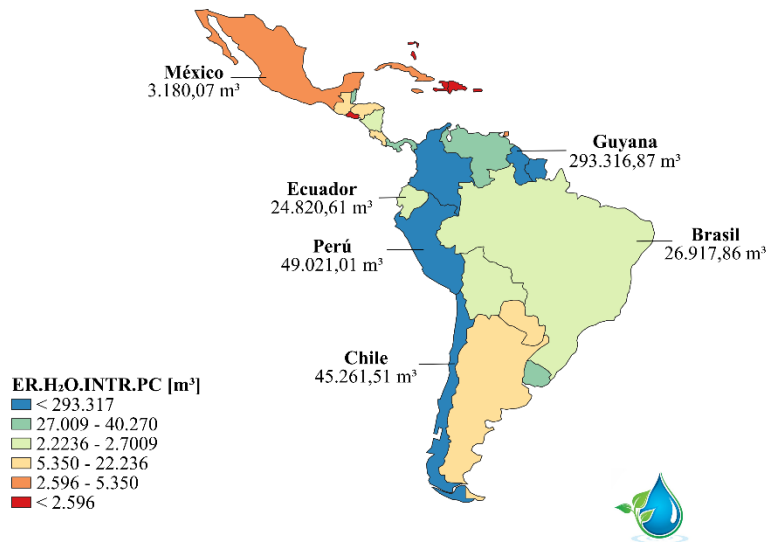 México
3.180,07 m³
Guyana
293.316,87 m³
Ecuador
24.820,61 m³
Brasil
26.917,86 m³
Perú
49.021,01 m³
Chile
45.261,51 m³
ER.H₂O.INTR.PC [m³]
< 293.317
27.009 - 40.270
2.2236 - 2.7009
5.350 - 22.236
2.596 - 5.350
< 2.596